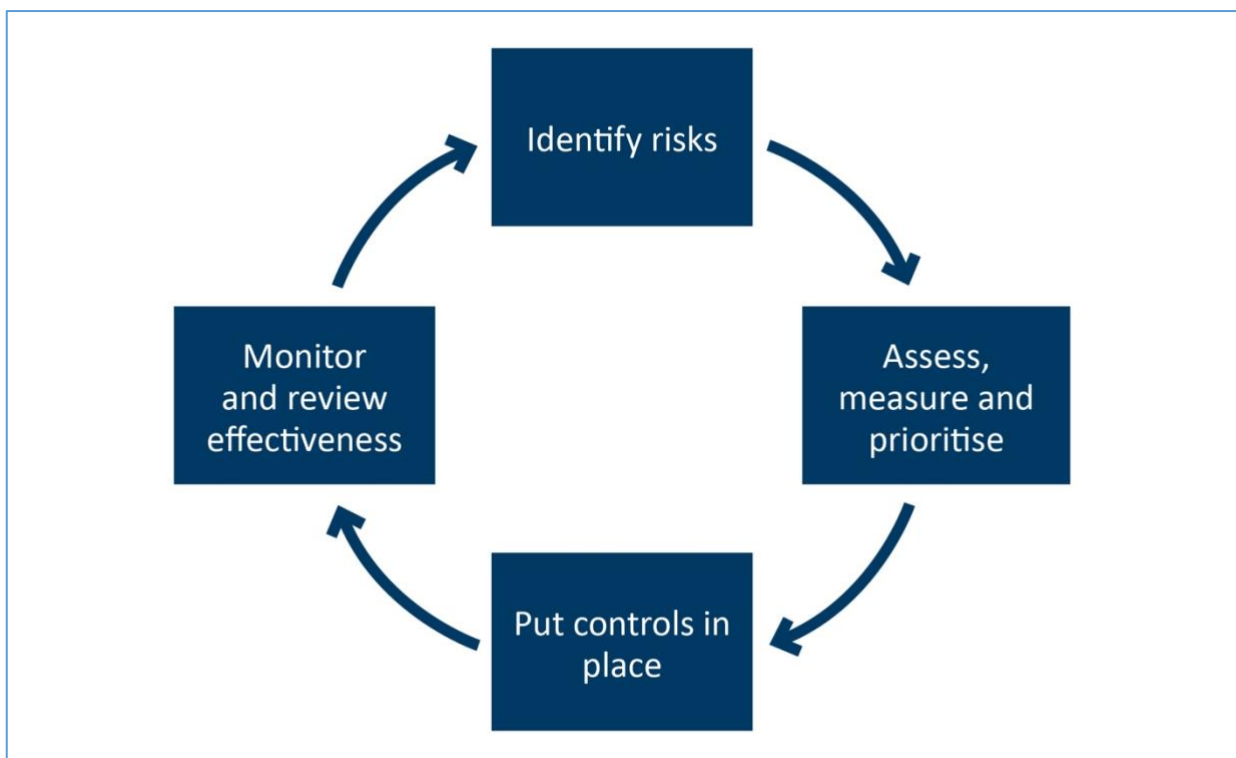 Identify risks
Assess,
measure and
prioritise
Put controls in
place
Monitor
and review
effectiveness